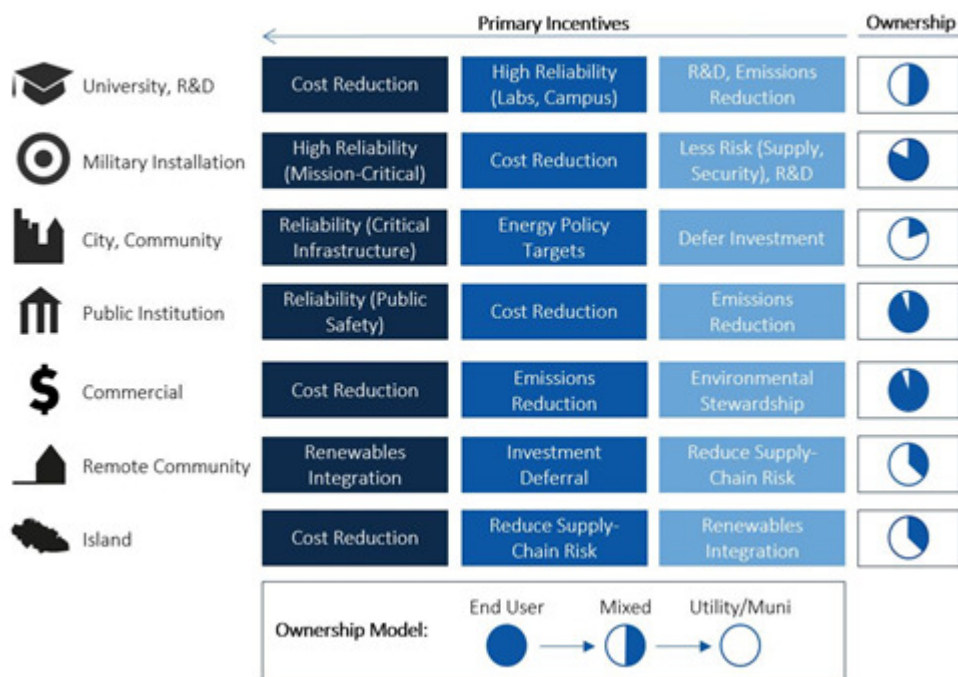 Primary Incentives
Ownership
University, R&D
Cost Reduction
High Reliability
(Labs, Campus)
R&D, Emissions
Reduction
Military Installation
High Reliability
(Mission-Critical)
Cost Reduction
Less Risk (Supply,
Security), R&D
City, Community
Reliability (Critical
Infrastructure)
Energy Policy
Targets
Defer Investment
Public Institution
Reliability (Public
Safety)
Cost Reduction
Emissions
Reduction
$
Commercial
Cost Reduction
Emissions
Reduction
Environmental
Stewardship
Remote Community
Renewables
Integration
Investment
Deferral
Reduce Supply-
Chain Risk
Island
Cost Reduction
Reduce Supply-
Chain Risk
Renewables
Integration
Ownership Model:
End User
Mixed
Utility/Muni